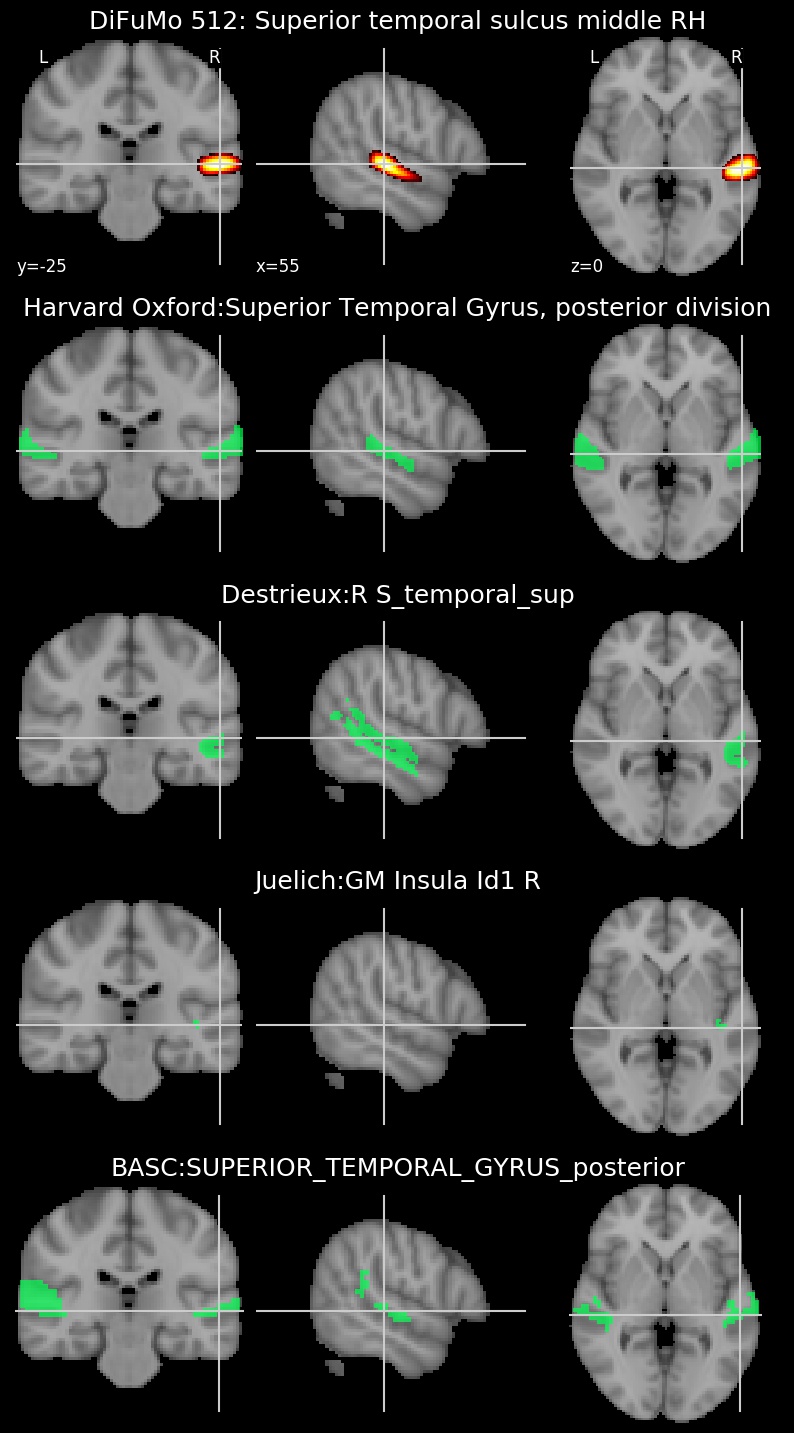 DiFuMo 512: Superior temporal sulcus middle RH
L R L R
y=-25 x=55 z=0
Harvard Oxford:Superior Temporal Gyrus, posterior division
Destrieux:R S_temporal_sup
Juelich:GM Insula Id1 R
BASC:SUPERIOR_TEMPORAL_GYRUS_posterior